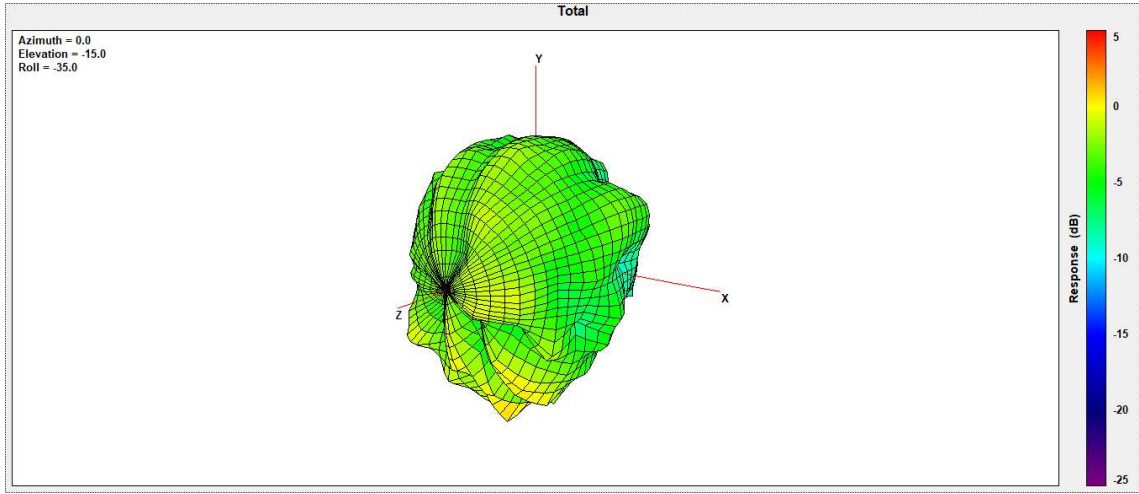 Total
Azimuth = 0.0
Elevation = -15.0
Roll = -35.0
Y
X
Z
5
0
-5
-10
-15
-20
-25
Response (dB)